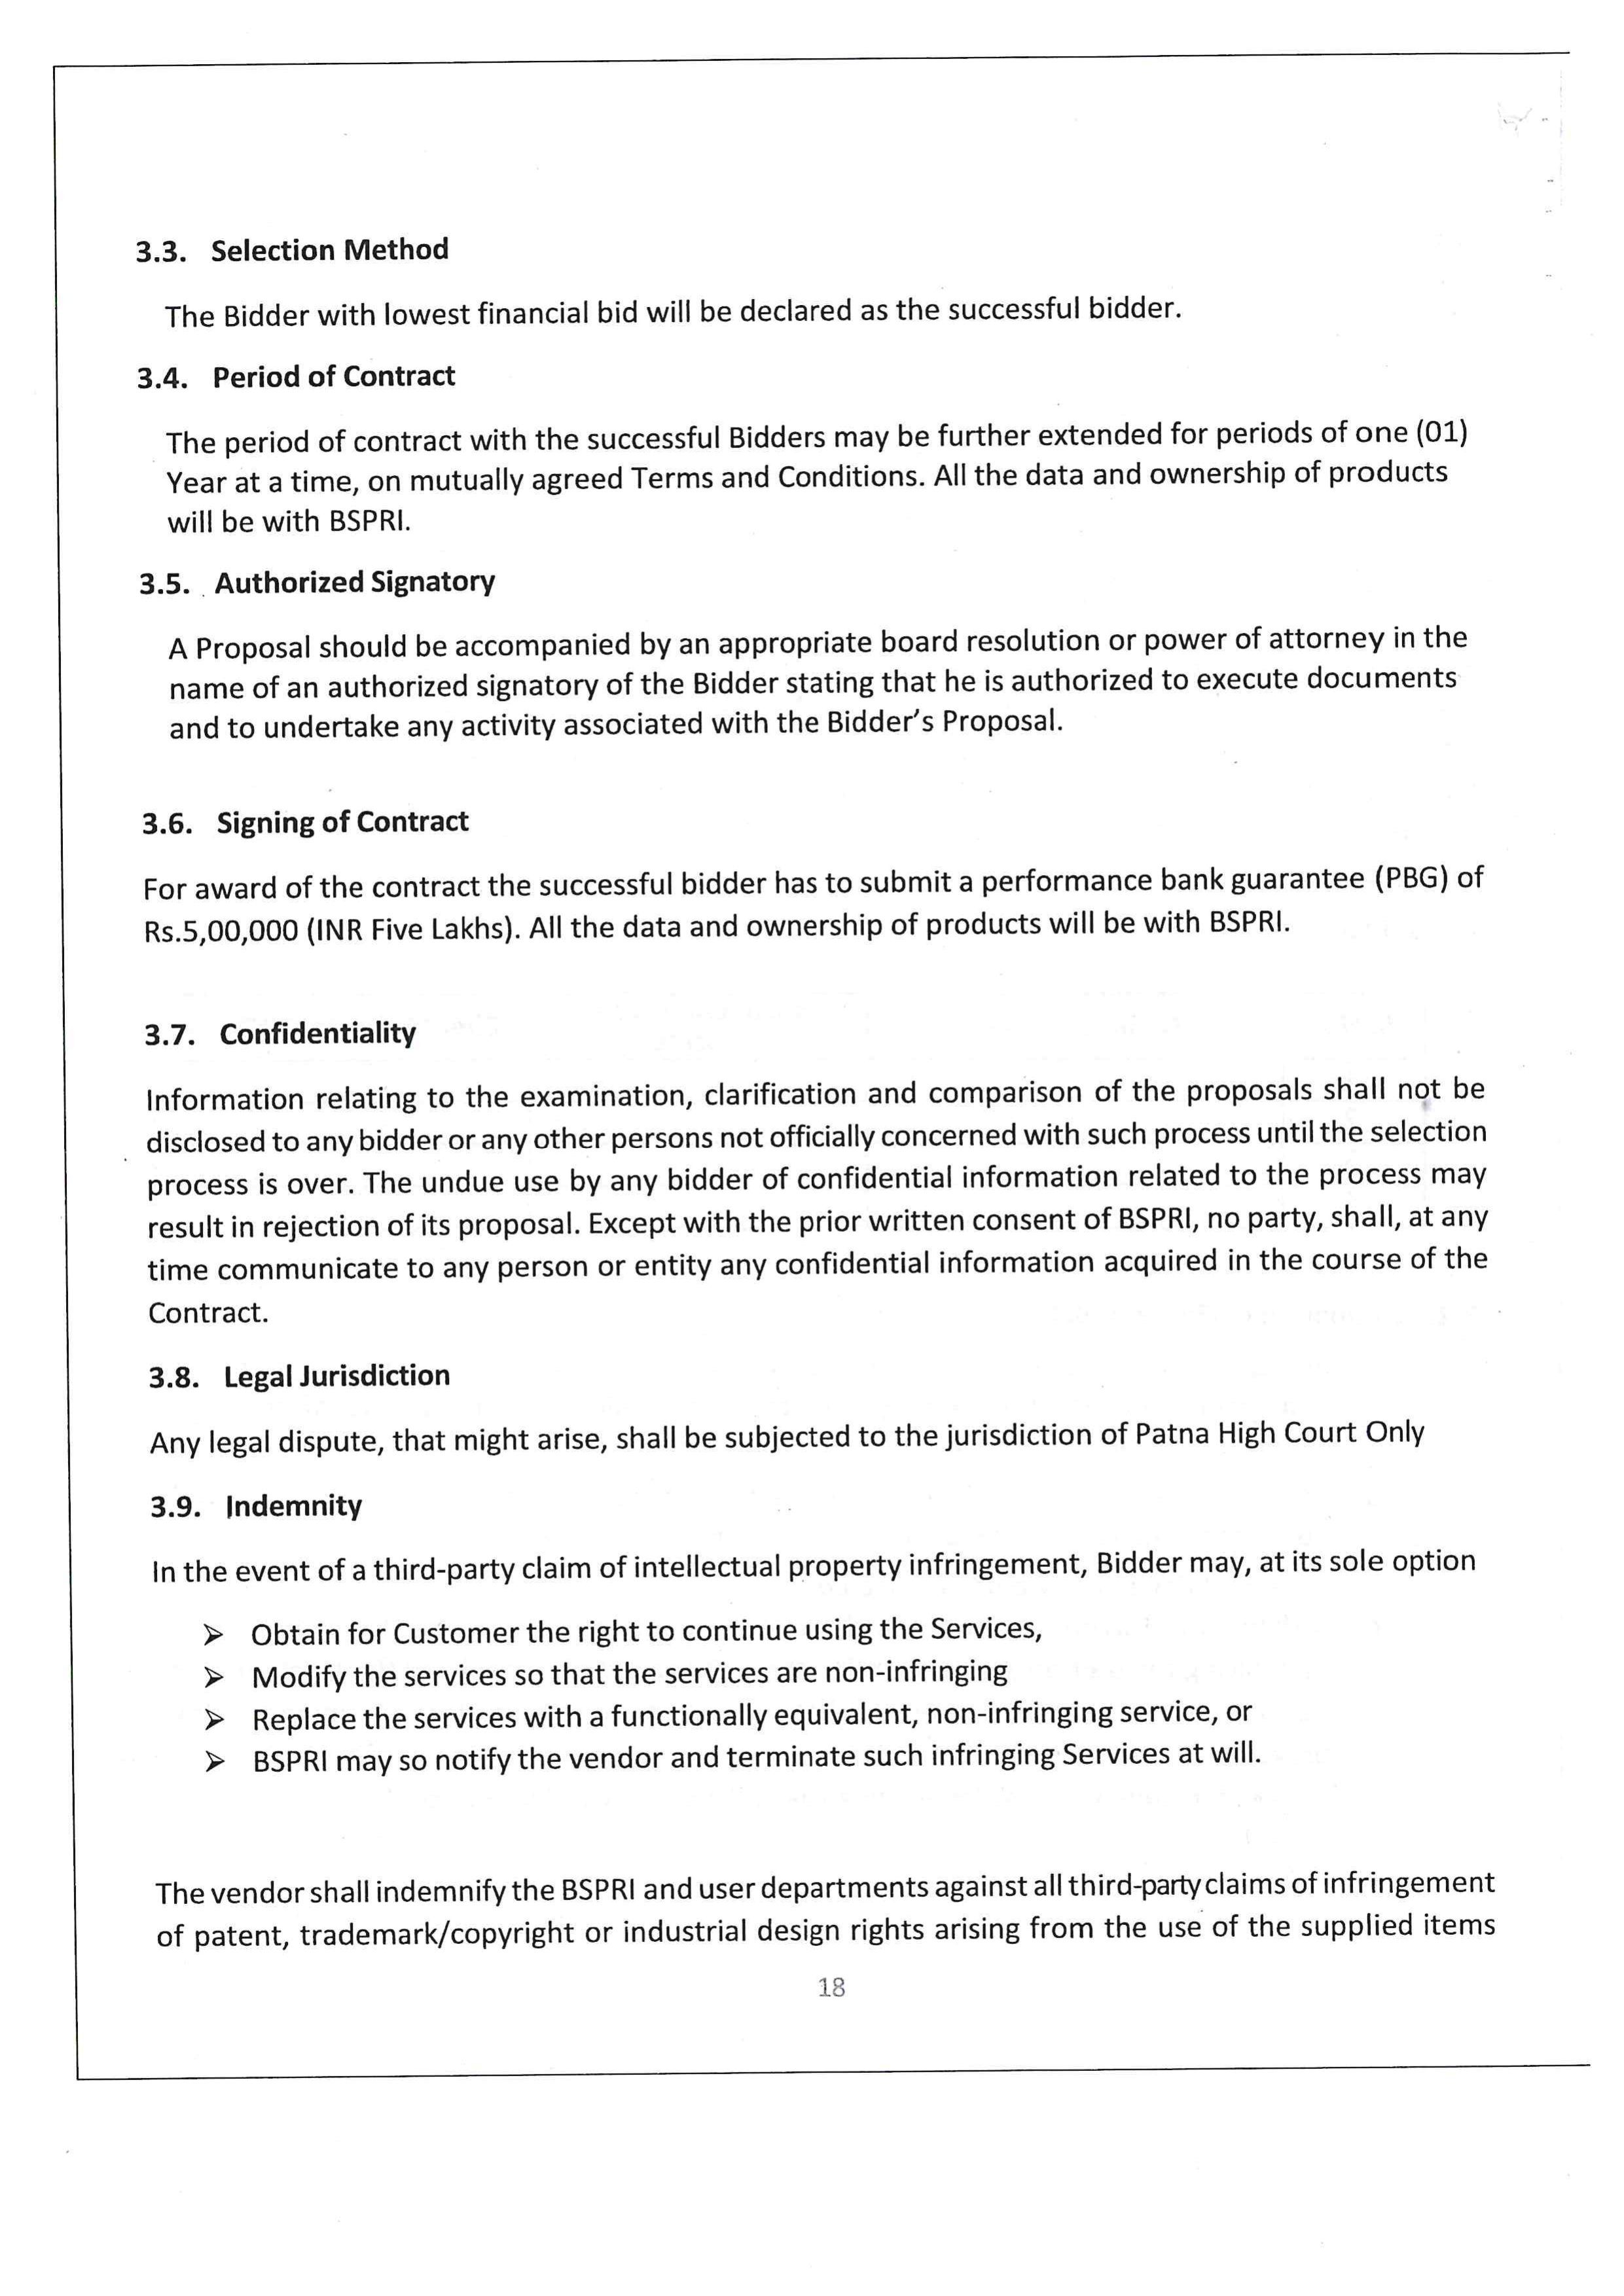 3.3. Selection Method
The Bidder with lowest financial bid will be declared as the successful bidder.
3.4. Period of Contract
The period of contract with the successful Bidders may be further extended for periods of one (01)
Year at a time, on mutually agreed Terms and Conditions. All the data and ownership of products
will be with BSPRI.
3.5. Authorized Signatory
A Proposal should be accompanied by an appropriate board resolution or power of attorney in the
name of an authorized signatory of the Bidder stating that he is authorized to execute documents
and to undertake any activity associated with the Bidder’s Proposal.
3.6. Signing of Contract
For award of the contract the successful bidder has to submit a performance bank guarantee (PBG) of
Rs.5,00,000 (INR Five Lakhs). All the data and ownership of products will be with BSPRI.
3.7. Confidentiality
Information relating to the examination, clarification and comparison of the proposals shall not be
disclosed to any bidder or any other persons not officially concerned with such process until the selection
process is over. The undue use by any bidder of confidential information related to the process may
result in rejection of its proposal. Except with the prior written consent of BSPRI, no party, shall, at any
time communicate to any person or entity any confidential information acquired in the course of the
Contract.
3.8. Legal Jurisdiction
Any legal dispute, that might arise, shall be subjected to the jurisdiction of Patna High Court Only
3.9. Indemnity
In the event of a third-party claim of intellectual property infringement, Bidder may, at its sole option
➢ Obtain for Customer the right to continue using the Services,
➢ Modify the services so that the services are non-infringing
➢ Replace the services with a functionally equivalent, non-infringing service, or
➢ BSPRI may so notify the vendor and terminate such infringing Services at will.
The vendor shall indemnify the BSPRI and user departments against all third-party claims of infringement
of patent, trademark/copyright or industrial design rights arising from the use of the supplied items
18